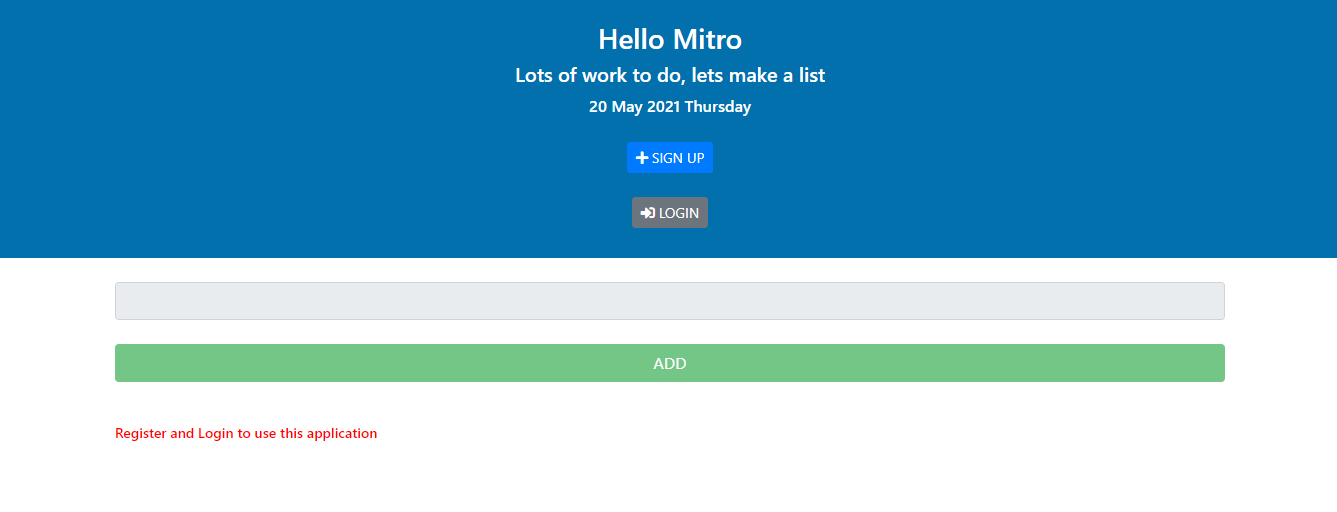 Hello Mitro
Lots of work to do, lets make a list
20 May 2021 Thursday
SIGN UP
LOGIN
ADD
Register and Login to use this application